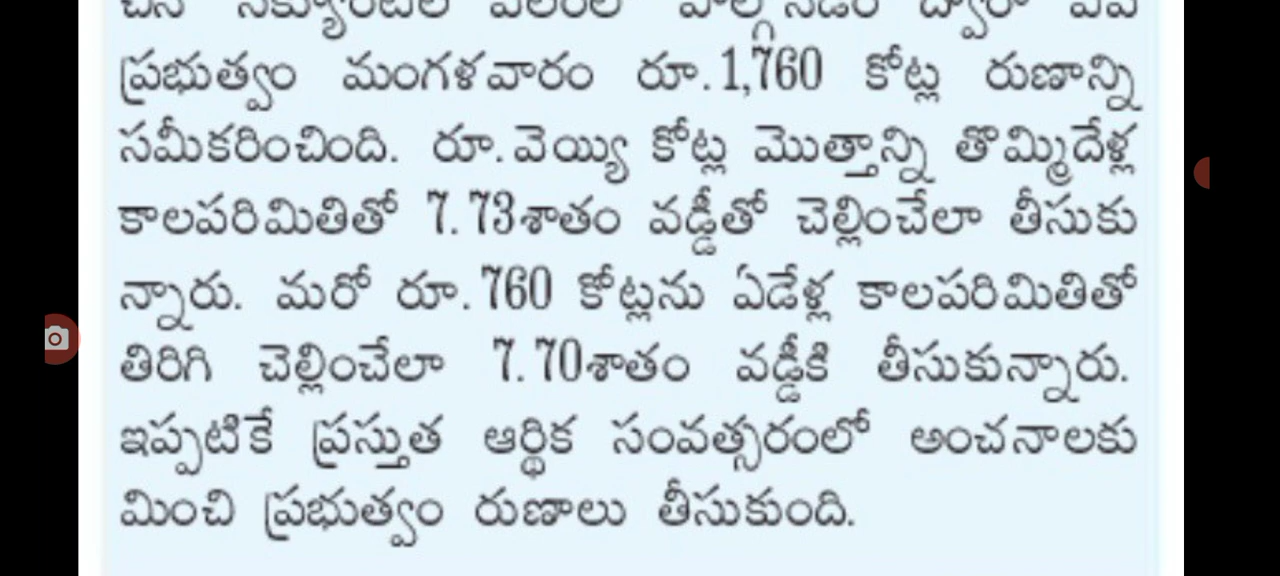 ప్రభుత్వం మంగళవారం రూ.1,760 కోట్ల రుణాన్ని
సమీకరించింది. రూ.వెయ్యి కోట్ల మొత్తాన్ని తొమ్మిదేళ్ల
కాలపరిమితితో 7.73శాతం వడ్డీతో చెల్లించేలా తీసుకు
న్నారు. మరో రూ.760 కోట్లను ఏడేళ్ల కాలపరిమితితో
తిరిగి చెల్లించేలా 7.70శాతం వడ్డీకి తీసుకున్నారు.
ఇప్పటికే ప్రస్తుత ఆర్థిక సంవత్సరంలో అంచనాలకు
మించి ప్రభుత్వం రుణాలు తీసుకుంది.